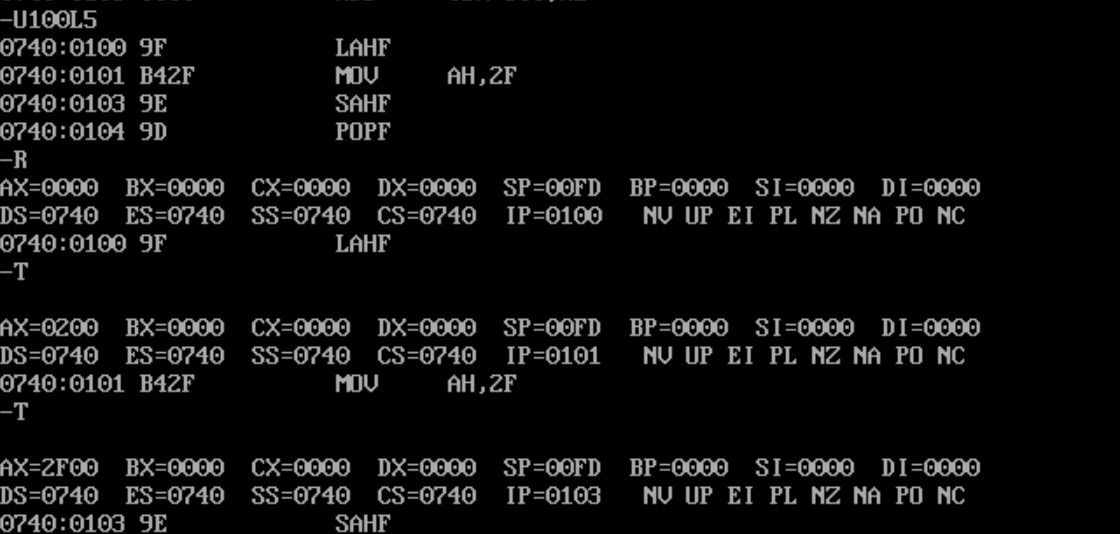 -U100L5
0740:0100 9F LAHF
0740:0101 B42F MOV AH,2F
0740:0103 9E SAHF
0740:0104 9D POPF
-R
AX=0000 BX=0000 CX=0000 DX=0000 SP=00FD BP=0000 SI=0000 DI=0000
DS=0740 ES=0740 SS=0740 CS=0740 IP=0100 NV UP EI PL NZ NA PO NC
0740:0100 9F LAHF
-T
AX=0200 BX=0000 CX=0000 DX=0000 SP=00FD BP=0000 SI=0000 DI=0000
DS=0740 ES=0740 SS=0740 CS=0740 IP=0101 NV UP EI PL NZ NA PO NC
0740:0101 B42F MOV AH,2F
-T
AX=2F00 BX=0000 CX=0000 DX=0000 SP=00FD BP=0000 SI=0000 DI=0000
DS=0740 ES=0740 SS=0740 CS=0740 IP=0103 NV UP EI PL NZ NA PO NC
0740:0103 9E SAHF